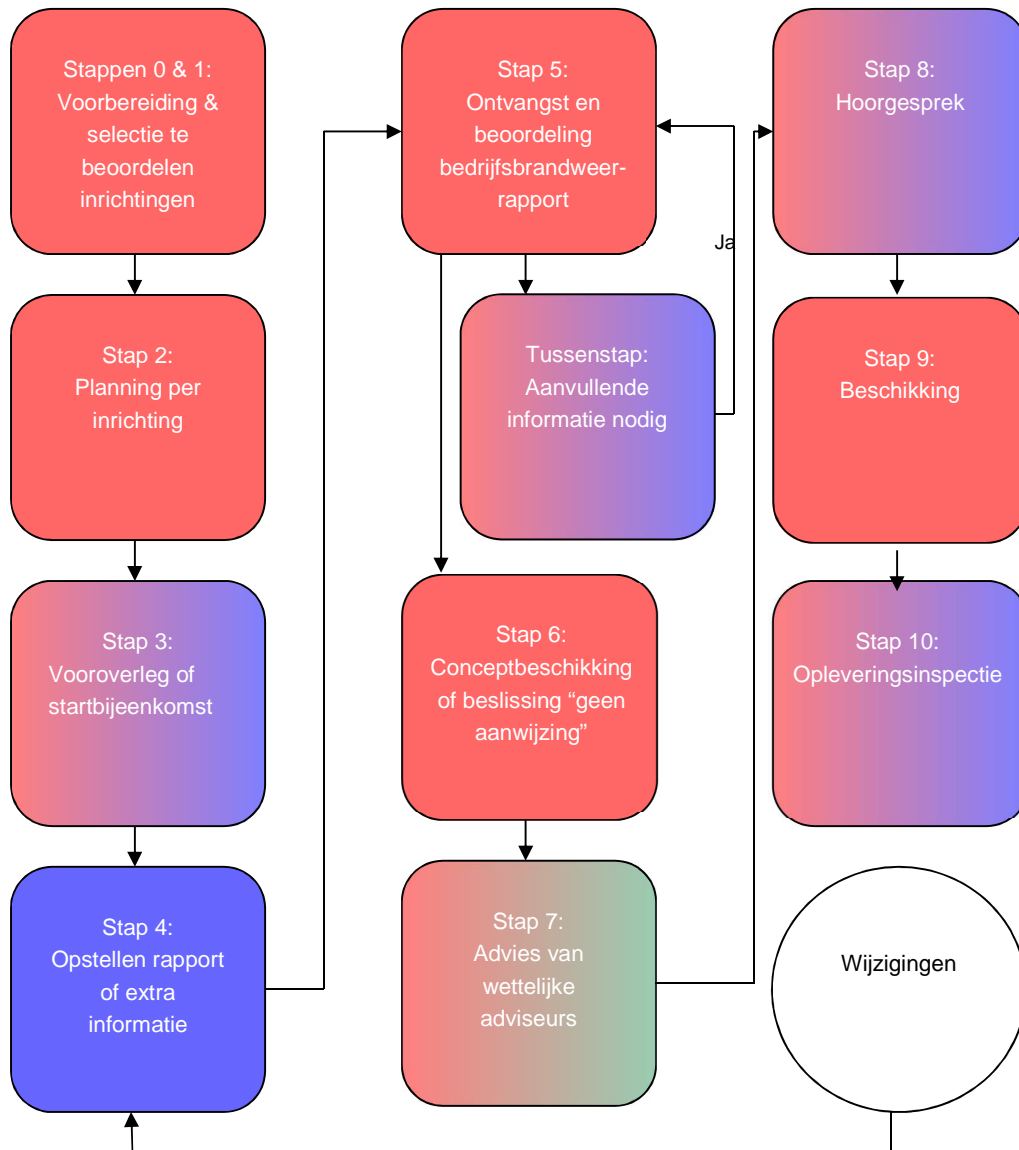 Stappen 0 & 1:
Voorbereiding &
selectie te
beoordelen
inrichtingen
Stap 2:
Planning per
inrichting
Stap 3:
Vooroverleg of
startbijeenkomst
Stap 4:
Opstellen rapport
of extra
informatie
Stap 5:
Ontvangst en
beoordeling
bedrijfsbrandweer-
rapport
Ja
Tussenstap:
Aanvullende
informatie nodig
Stap 6:
Conceptbeschikking
of beslissing “geen
aanwijzing”
Stap 7:
Advies van
wettelijke
adviseurs
Stap 8:
Hoorgesprek
Stap 9:
Beschikking
Stap 10:
Opleveringsinspectie
Wijzigingen